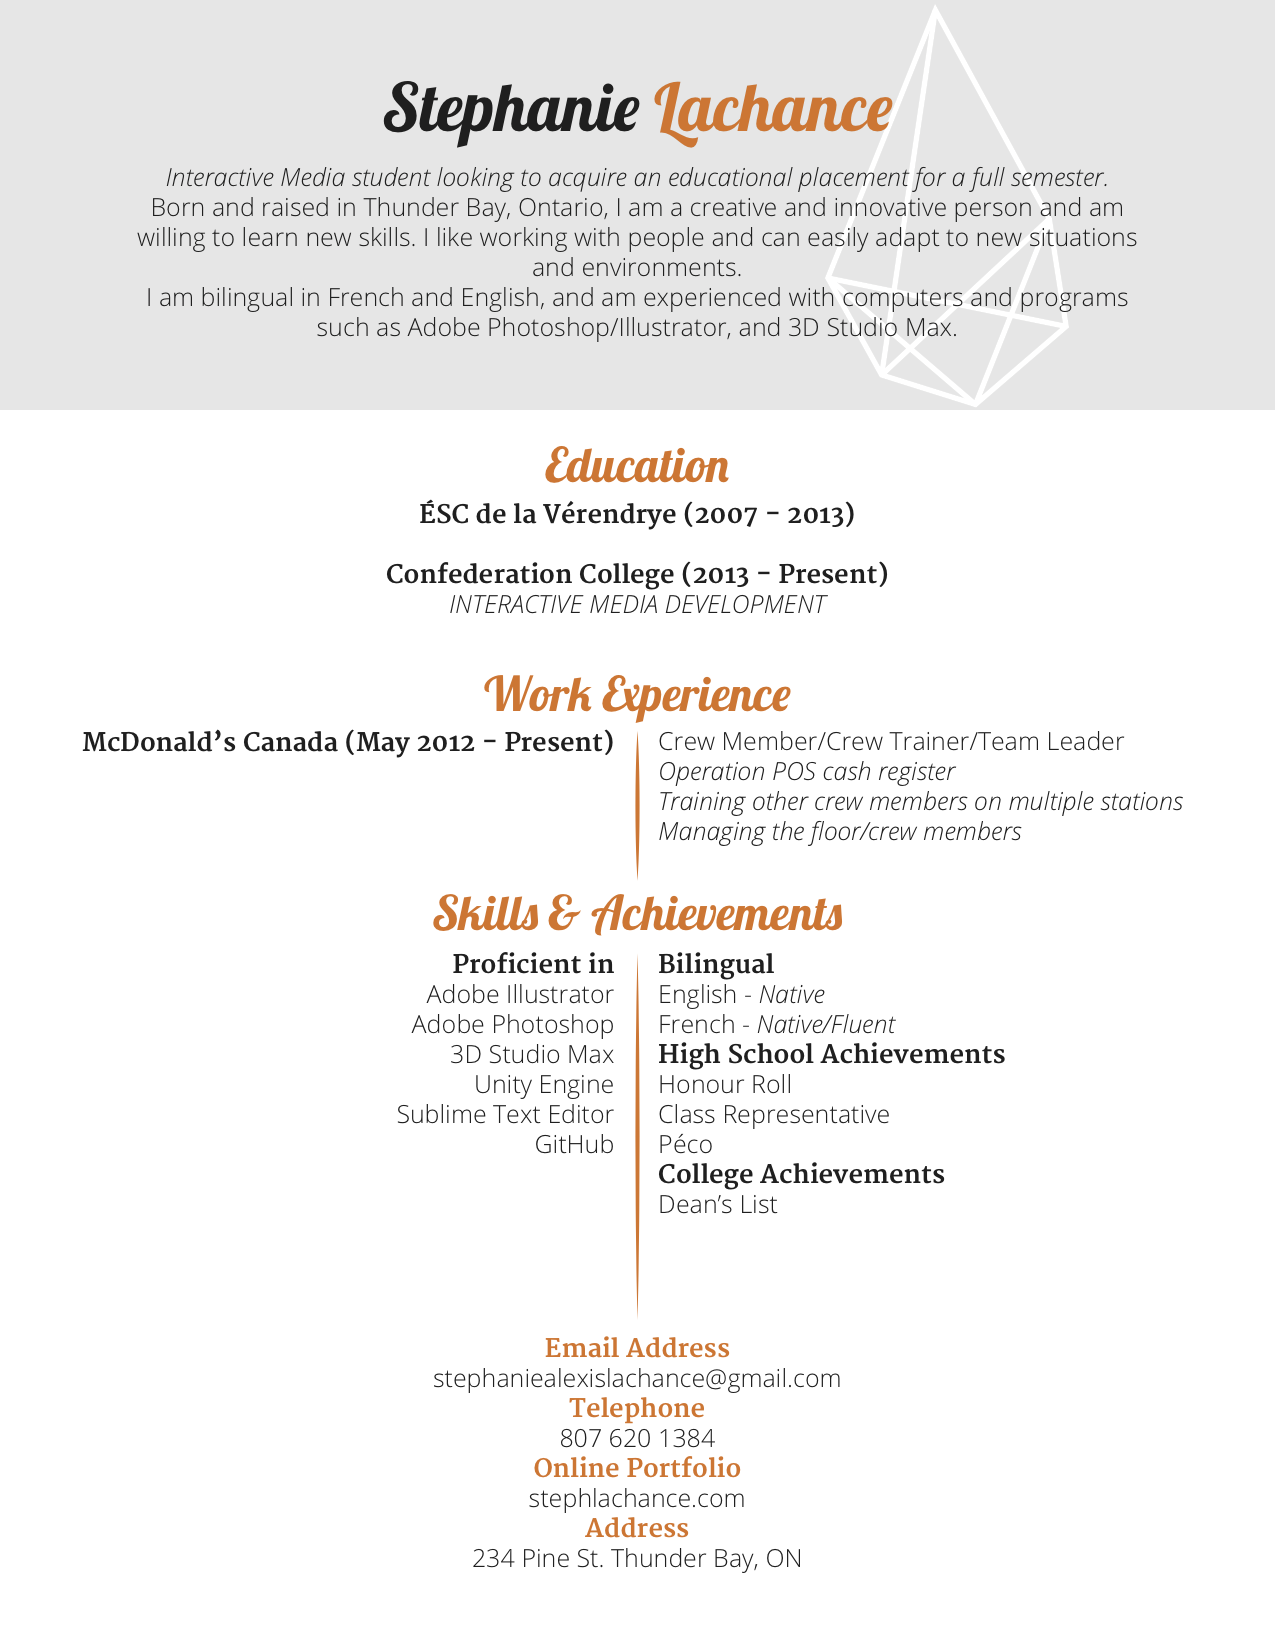 Stephanie Lachance
Interactive Media student looking to acquire an educational placement for a full semester.
Born and raised in Thunder Bay, Ontario, I am a creative and innovative person and am
willing to learn new skills. I like working with people and can easily adapt to new situations
and environments.
I am bilingual in French and English, and am experienced with computers and programs
such as Adobe Photoshop/Illustrator, and 3D Studio Max.
Education
ÉSC de la Vérendrye (2007 - 2013)
Confederation College (2013 - Present)
INTERACTIVE MEDIA DEVELOPMENT
Work Experience
McDonald's Canada (May 2012 - Present)
Crew Member/Crew Trainer/Team Leader
Operation POS cash register
Training other crew members on multiple stations
Managing the floor/crew members
Skills & Achievements
Proficient in
Adobe Illustrator
Adobe Photoshop
3D Studio Max
Unity Engine
Sublime Text Editor
GitHub
Bilingual
English - Native
French - Native/Fluent
High School Achievements
Honour Roll
Class Representative
Péco
College Achievements
Dean's List
Email Address
stephaniealexislachance@gmail.com
Telephone
807 620 1384
Online Portfolio
stephlachance.com
Address
234 Pine St. Thunder Bay, ON